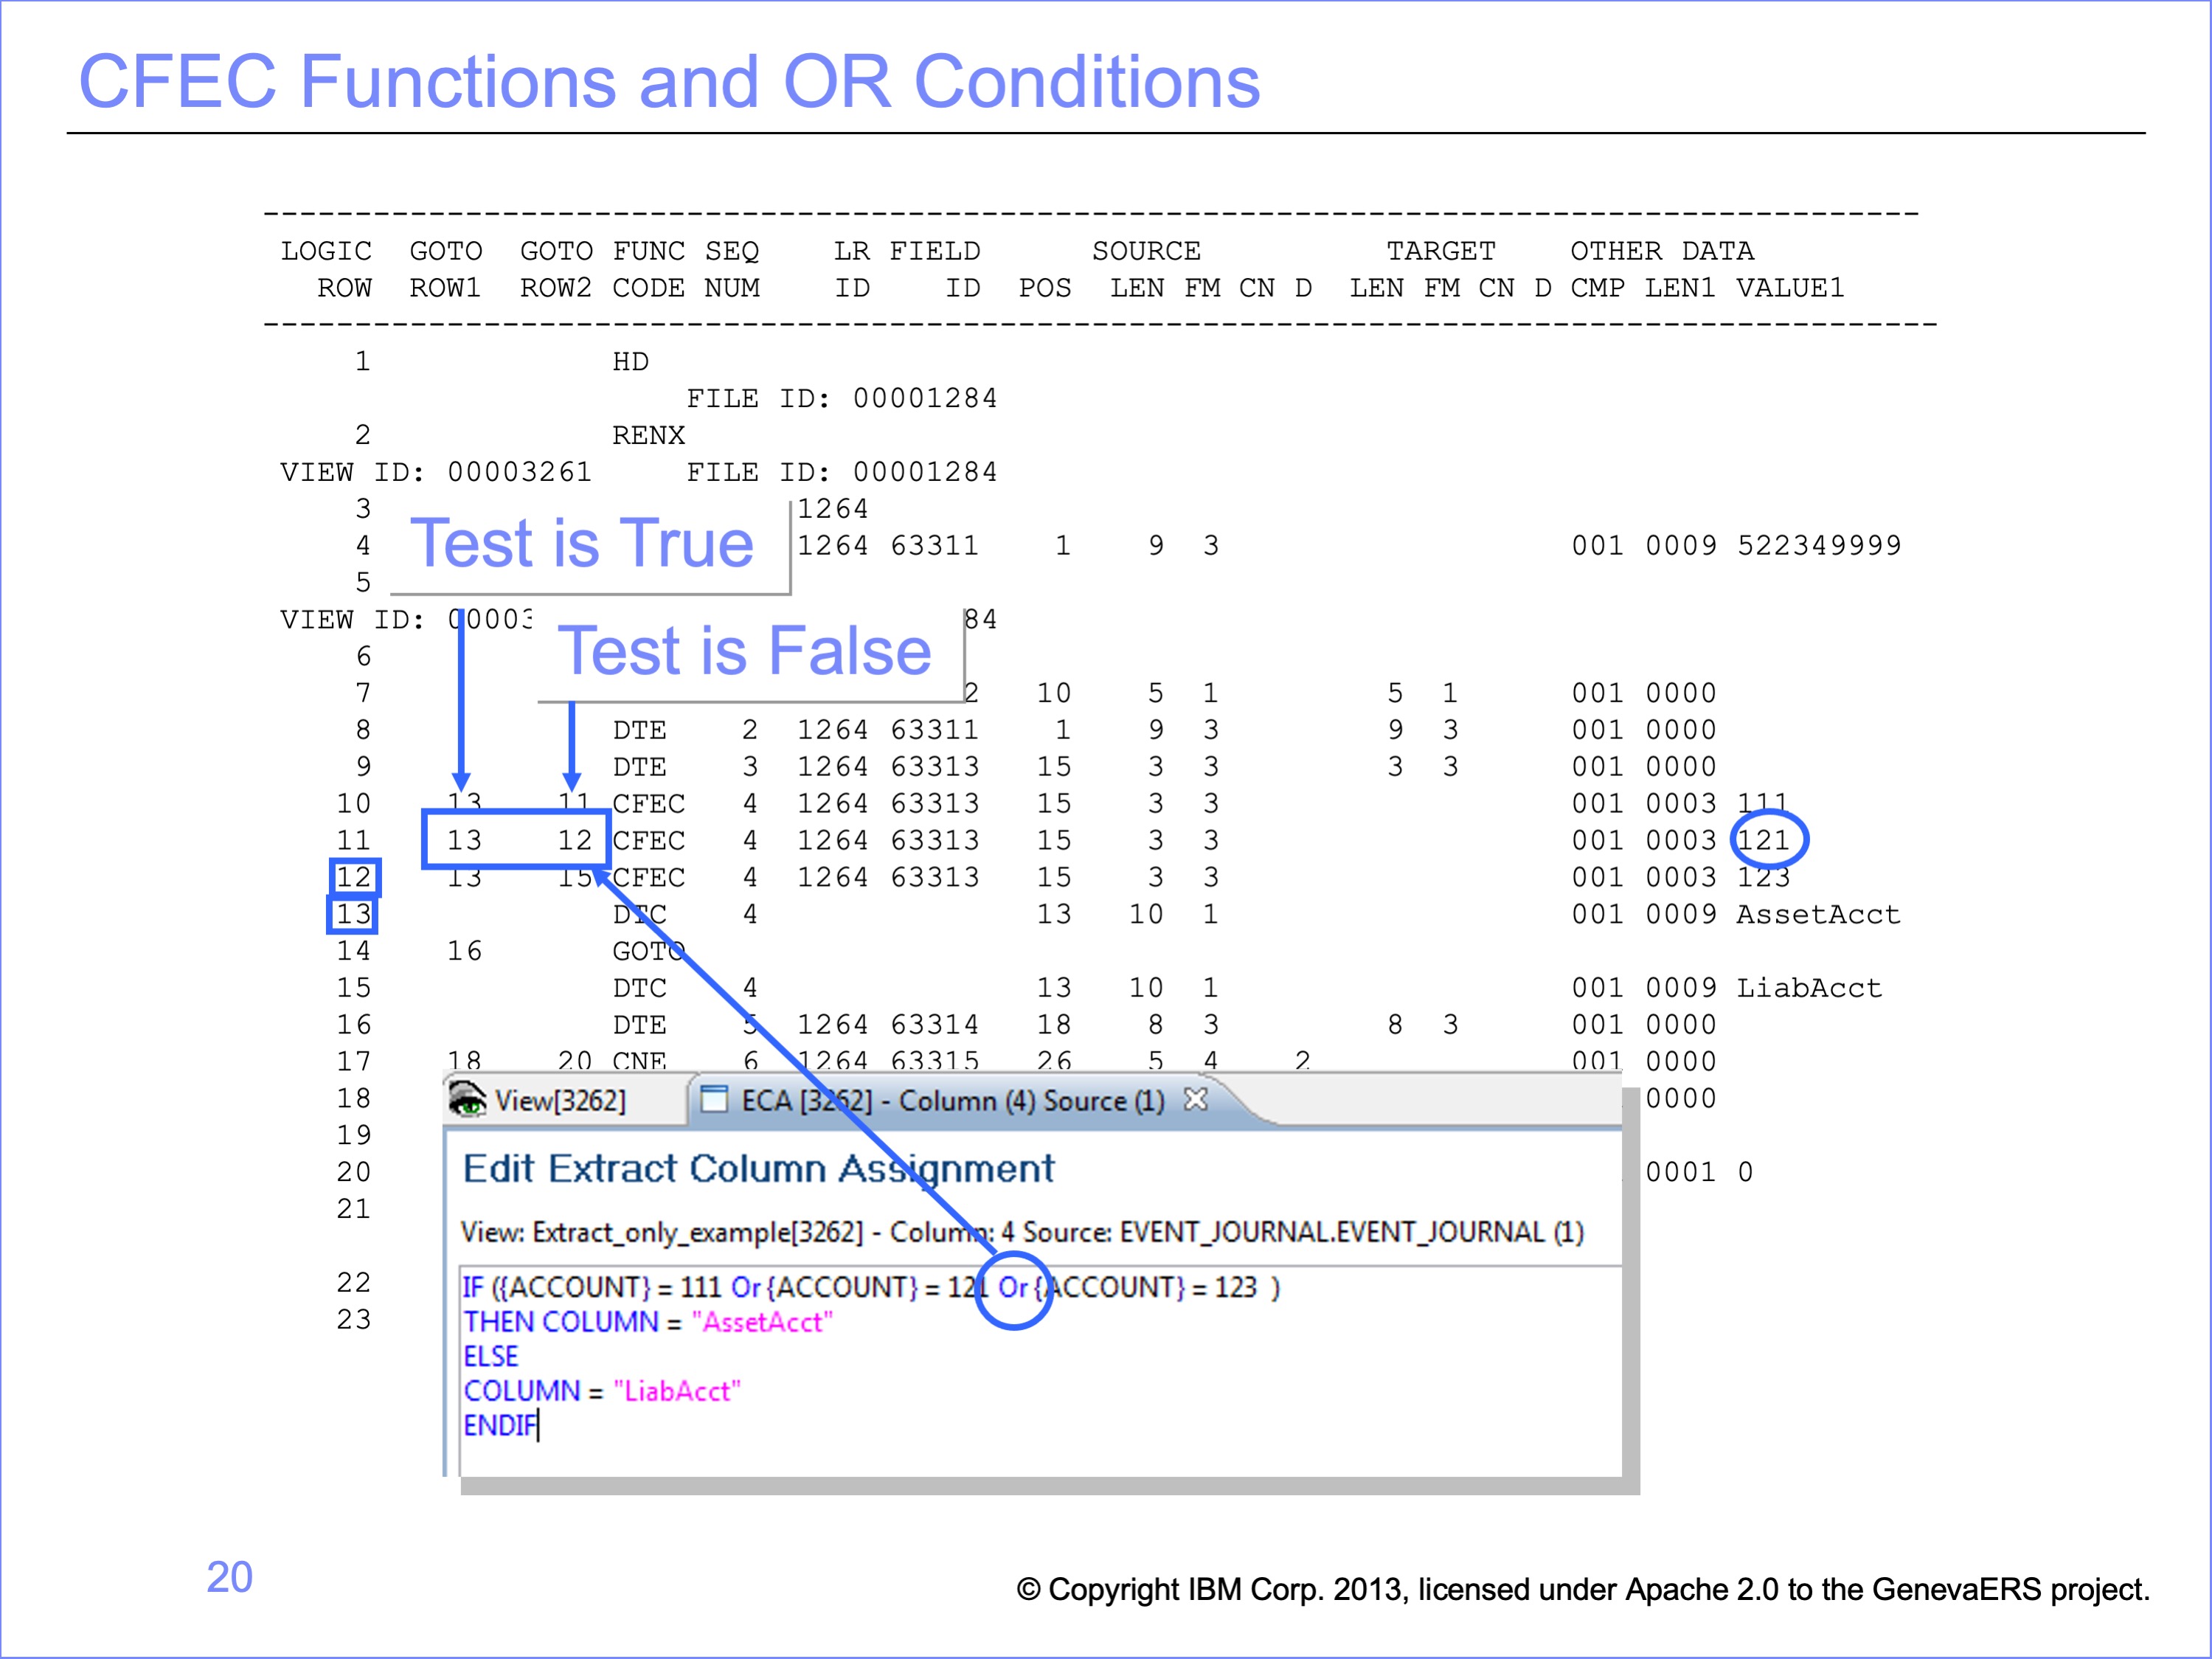 CFEC Functions and OR Conditions
LOGIC GOTO GOTO FUNC SEQ LR FIELD SOURCE TARGET OTHER DATA
ROW ROW1 ROW2 CODE NUM ID ID POS LEN FM CN D LEN FM CN D CMP LEN1 VALUE1
1 HD
FILE ID: 00001284
2 RENX
VIEW ID: 00003261 FILE ID: 00001284
3 1264
Test is True
4 1264 63311 1 9 3 001 0009 522349999
5
VIEW ID: 00003 84
Test is False
6
7 2 10 5 1 5 1 001 0000
8 DTE 2 1264 63311 1 9 3 9 3 001 0000
9 DTE 3 1264 63313 15 3 3 3 3 001 0000
10 13 11 CFEC 4 1264 63313 15 3 3 001 0003 111
11 13 12 CFEC 4 1264 63313 15 3 3 001 0003 121
12 13 15 CFEC 4 1264 63313 15 3 3 001 0003 123
13 DTC 4 13 10 1 001 0009 AssetAcct
14 16 GOTO
15 DTC 4 13 10 1 001 0009 LiabAcct
16 DTE 5 1264 63314 18 8 3 8 3 001 0000
17 18 20 CNE 6 1264 63315 26 5 4 2 001 0000
18 0000
19
20 0001 0
21
22
23
View[3262] ECA [3262] - Column (4) Source (1)
Edit Extract Column Assignment
View: Extract_only_example[3262] - Column: 4 Source: EVENT_JOURNAL.EVENT_JOURNAL (1)
IF ({ACCOUNT} = 111 Or {ACCOUNT} = 121 Or {ACCOUNT} = 123 )
THEN COLUMN = "AssetAcct"
ELSE
COLUMN = "LiabAcct"
ENDIF
20
© Copyright IBM Corp. 2013, licensed under Apache 2.0 to the GenevaERS project.